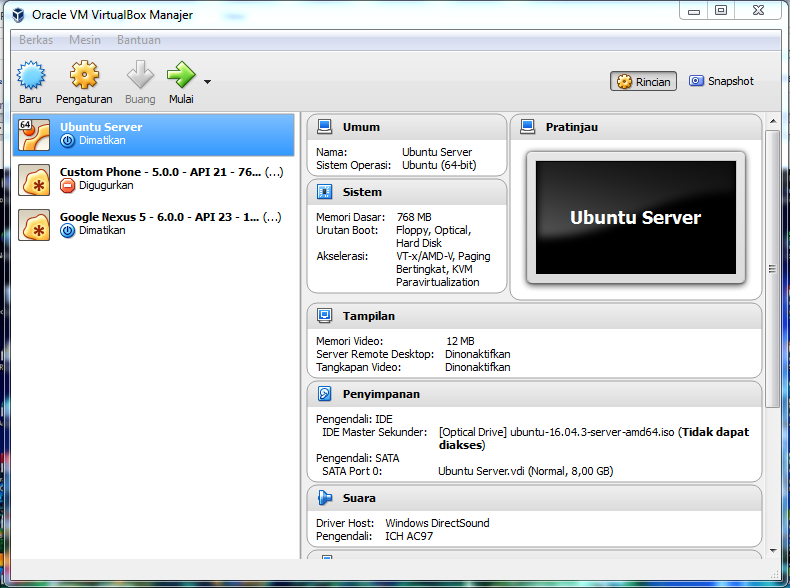 Oracle VM VirtualBox Manajer
Berkas Mesin Bantuan
Baru Pengaturan Buang Mulai
Rincian Snapshot
64 Ubuntu Server
Dimatikan
Custom Phone - 5.0.0 - API 21 - 76... (...)
Digugurkan
Google Nexus 5 - 6.0.0 - API 23 - 1... (...)
Dimatikan
Umum
Nama: Ubuntu Server
Sistem Operasi: Ubuntu (64-bit)
Sistem
Memori Dasar: 768 MB
Urutan Boot: Floppy, Optical,
Hard Disk
Akselerasi: VT-x/AMD-V, Paging
Bertingkat, KVM
Paravirtualization
Pratinjau
Ubuntu Server
Tampilan
Memori Video: 12 MB
Server Remote Desktop: Dinonaktifkan
Tangkapan Video: Dinonaktifkan
Penyimpanan
Pengendali: IDE
IDE Master Sekunder: [Optical Drive] ubuntu-16.04.3-server-amd64.iso (Tidak dapat
diakses)
Pengendali: SATA
SATA Port 0: Ubuntu Server.vdi (Normal, 8,00 GB)
Suara
Driver Host: Windows DirectSound
Pengendali: ICH AC97